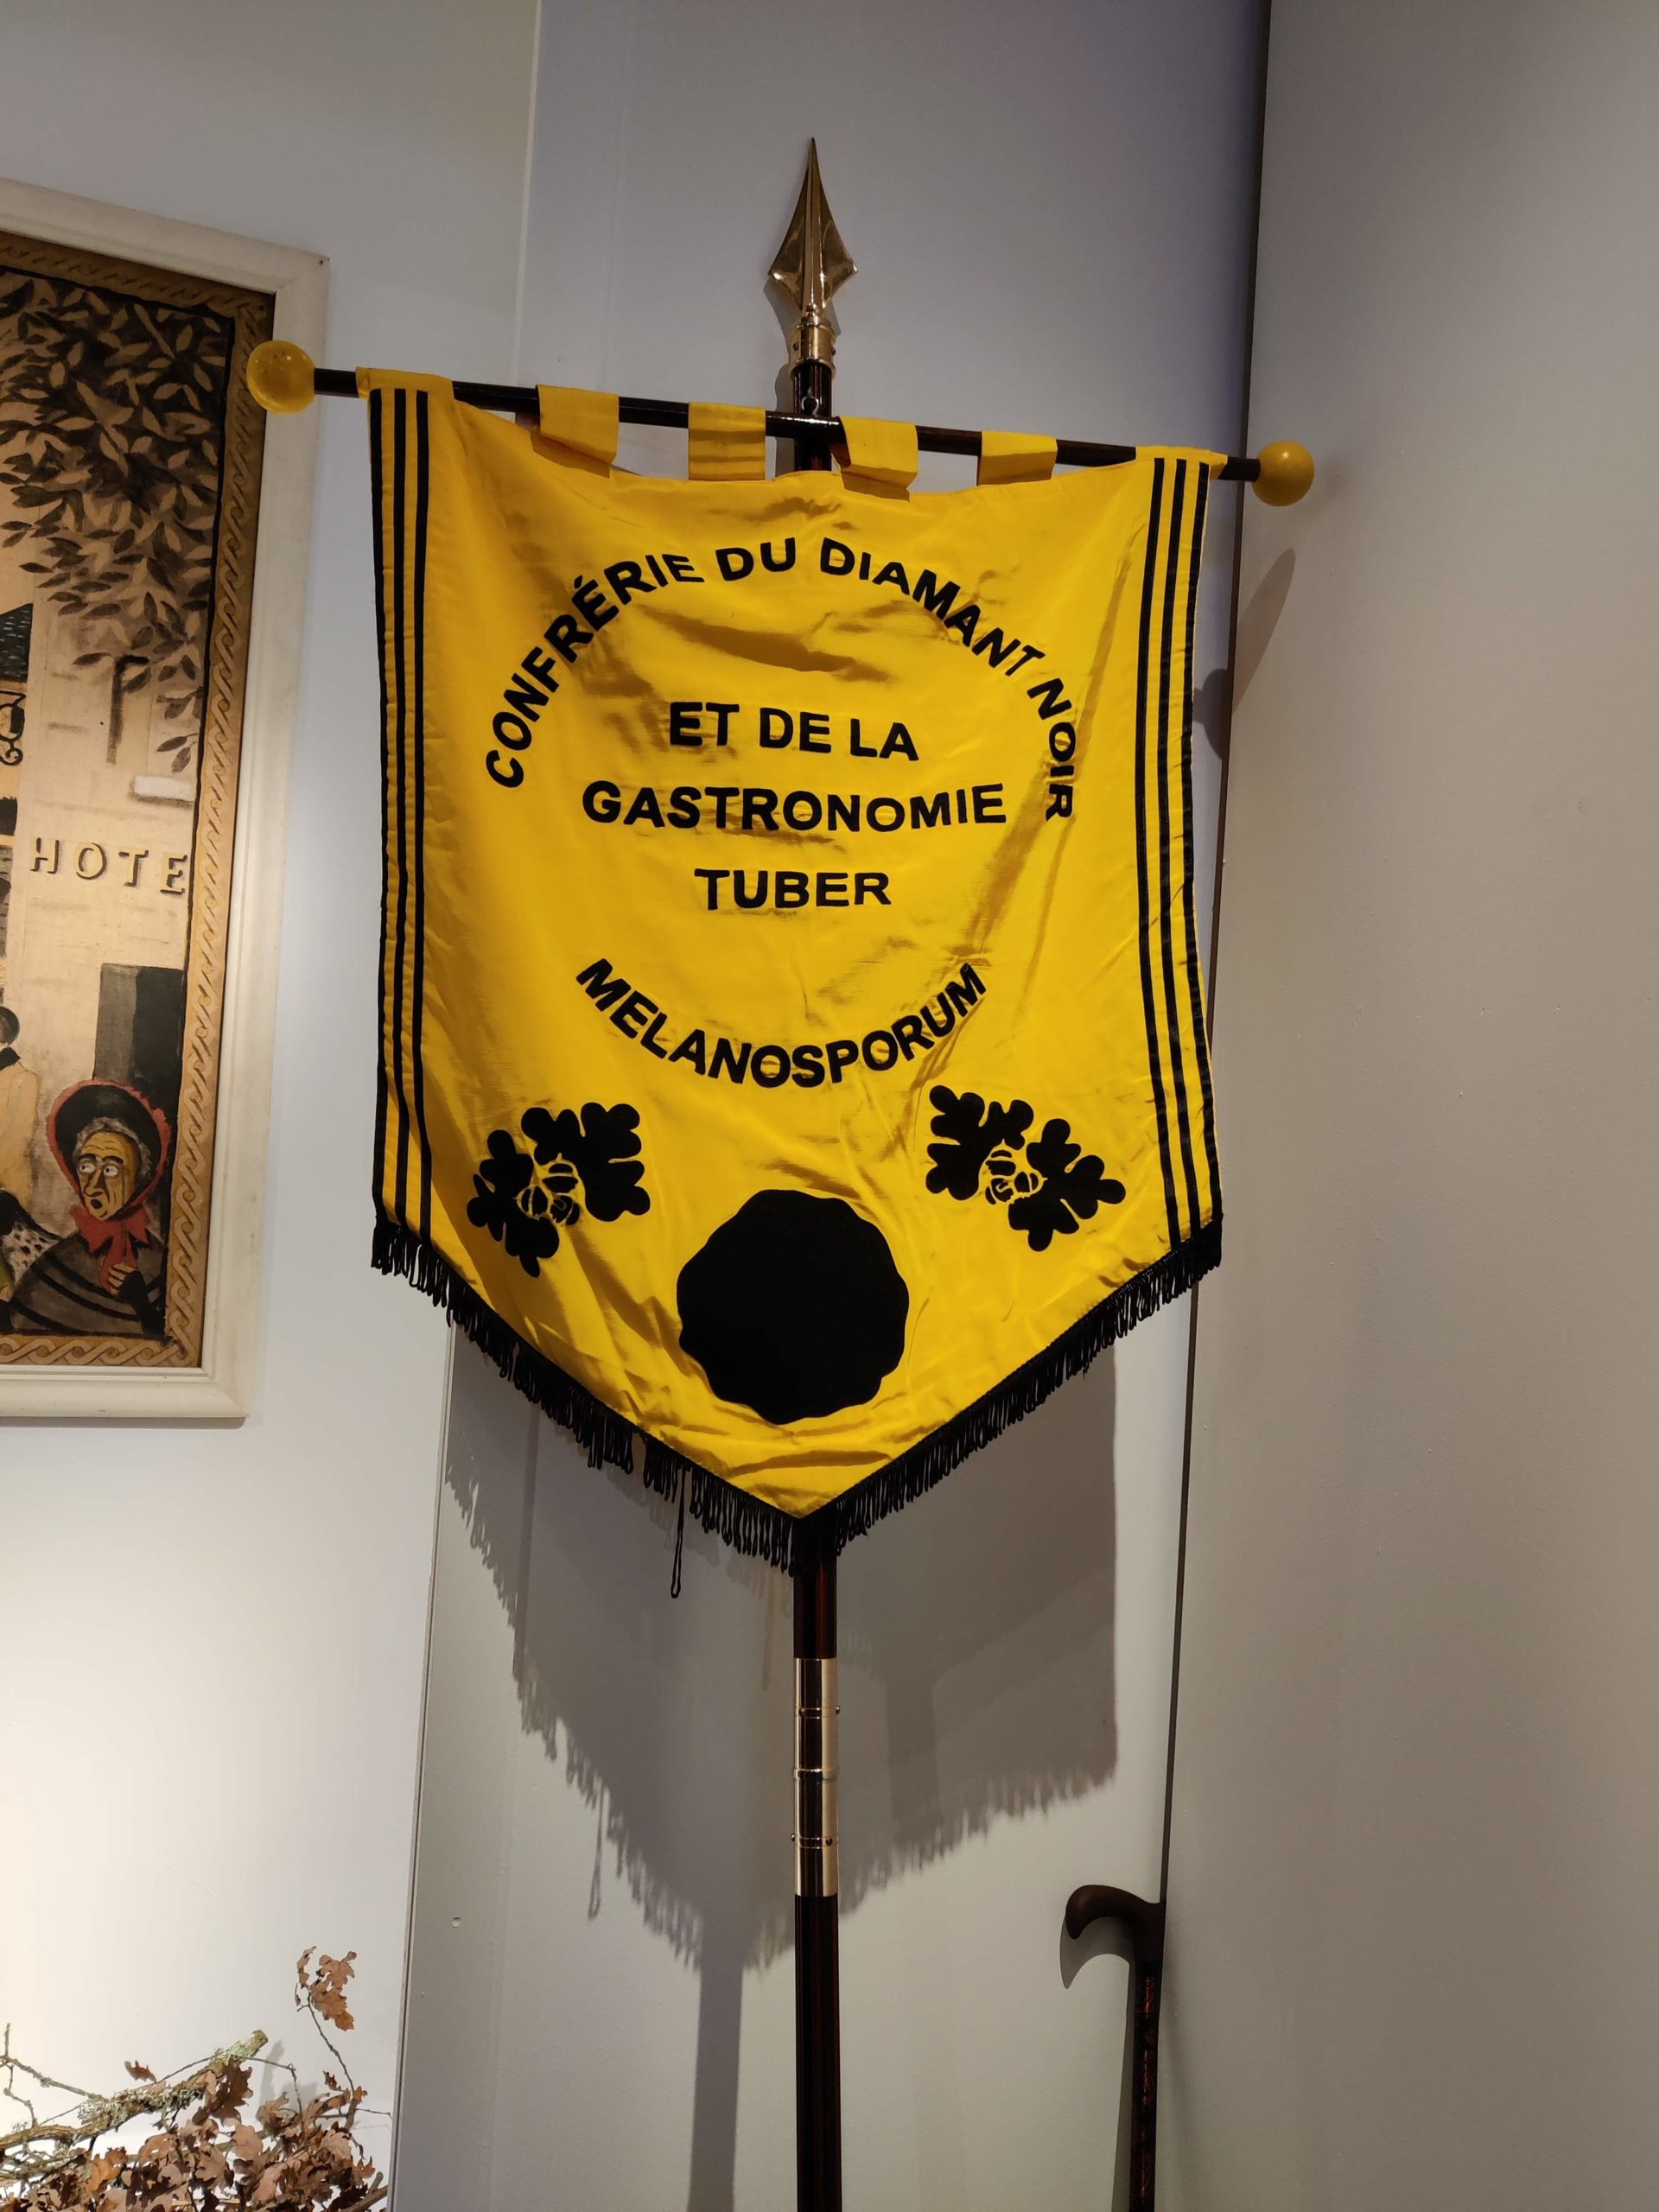 CONFRÉRIE DU DIAMANT NOIR
ET DE LA
GASTRONOMIE
TUBER
MELANOSPORUM
HOTE